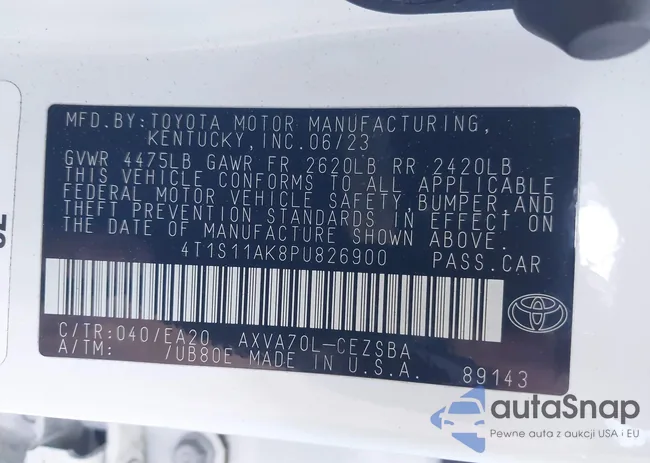 MFD.BY:TOYOTA MOTOR MANUFACTURING,
KENTUCKY, INC.06/23
GVWR 4475LB GAWR FR 2620LB RR 2420LB
THIS VEHICLE CONFORMS TO ALL APPLICABLE
FEDERAL MOTOR VEHICLE SAFETY, BUMPER, AND
THEFT PREVENTION STANDARDS IN EFFECT ON
THE DATE OF MANUFACTURE SHOWN ABOVE.
4T1S11AK8PU826900 PASS.CAR
C/TR:040/EA20 AXVA70L-CEZSBA
A/TM: /UB80E MADE IN U.S.A. 89143
autaSnap
Pewne auta z aukcji USA i EU